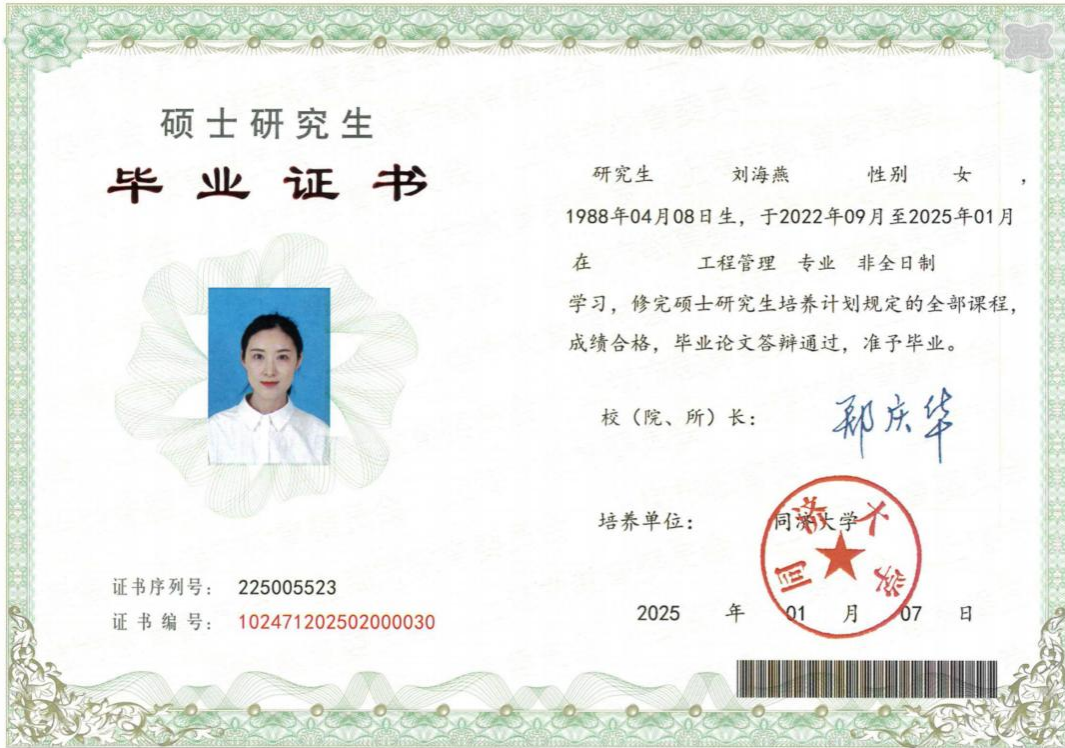 硕士研究生
毕业证书
证书序列号： 225005523
证书编号： 102471202502000030
研究生 刘海燕 性别 女 ，
1988年04月08日生，于2022年09月至2025年01月
在 工程管理 专业 非全日制
学习，修完硕士研究生培养计划规定的全部课程，
成绩合格，毕业论文答辩通过，准予毕业。
校（院、所）长： 郑庆华
培养单位： 同济大学
同济大学
2025 年 01 月 07 日